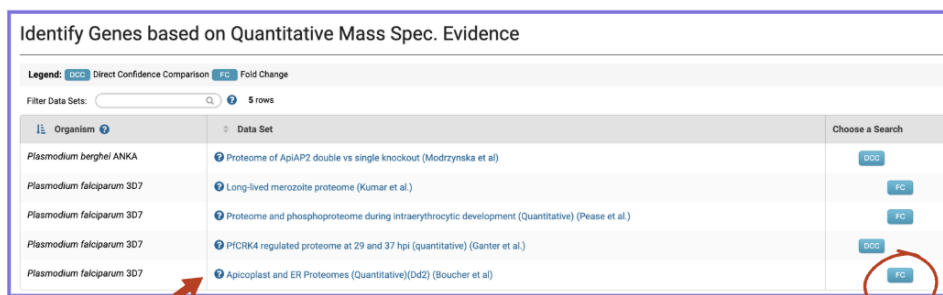 Identify Genes based on Quantitative Mass Spec. Evidence
Legend: DCC Direct Confidence Comparison FC Fold Change
Filter Data Sets: 5 rows
Organism Data Set Choose a Search
Plasmodium berghei ANKA Proteome of ApiAP2 double vs single knockout (Modrzynska et al) DCC
Plasmodium falciparum 3D7 Long-lived merozoite proteome (Kumar et al.) FC
Plasmodium falciparum 3D7 Proteome and phosphoproteome during intraerythrocytic development (Quantitative) (Pease et al.) FC
Plasmodium falciparum 3D7 PfCRK4 regulated proteome at 29 and 37 hpi (quantitative) (Ganter et al.) DCC
Plasmodium falciparum 3D7 Apicoplast and ER Proteomes (Quantitative)(Dd2) (Boucher et al) FC